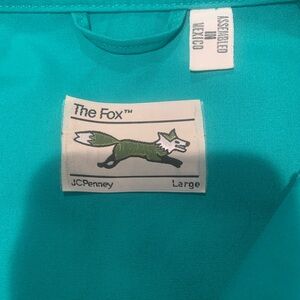 ASSEMBLED
IN
MEXICO
The Fox™
JCPenney Large